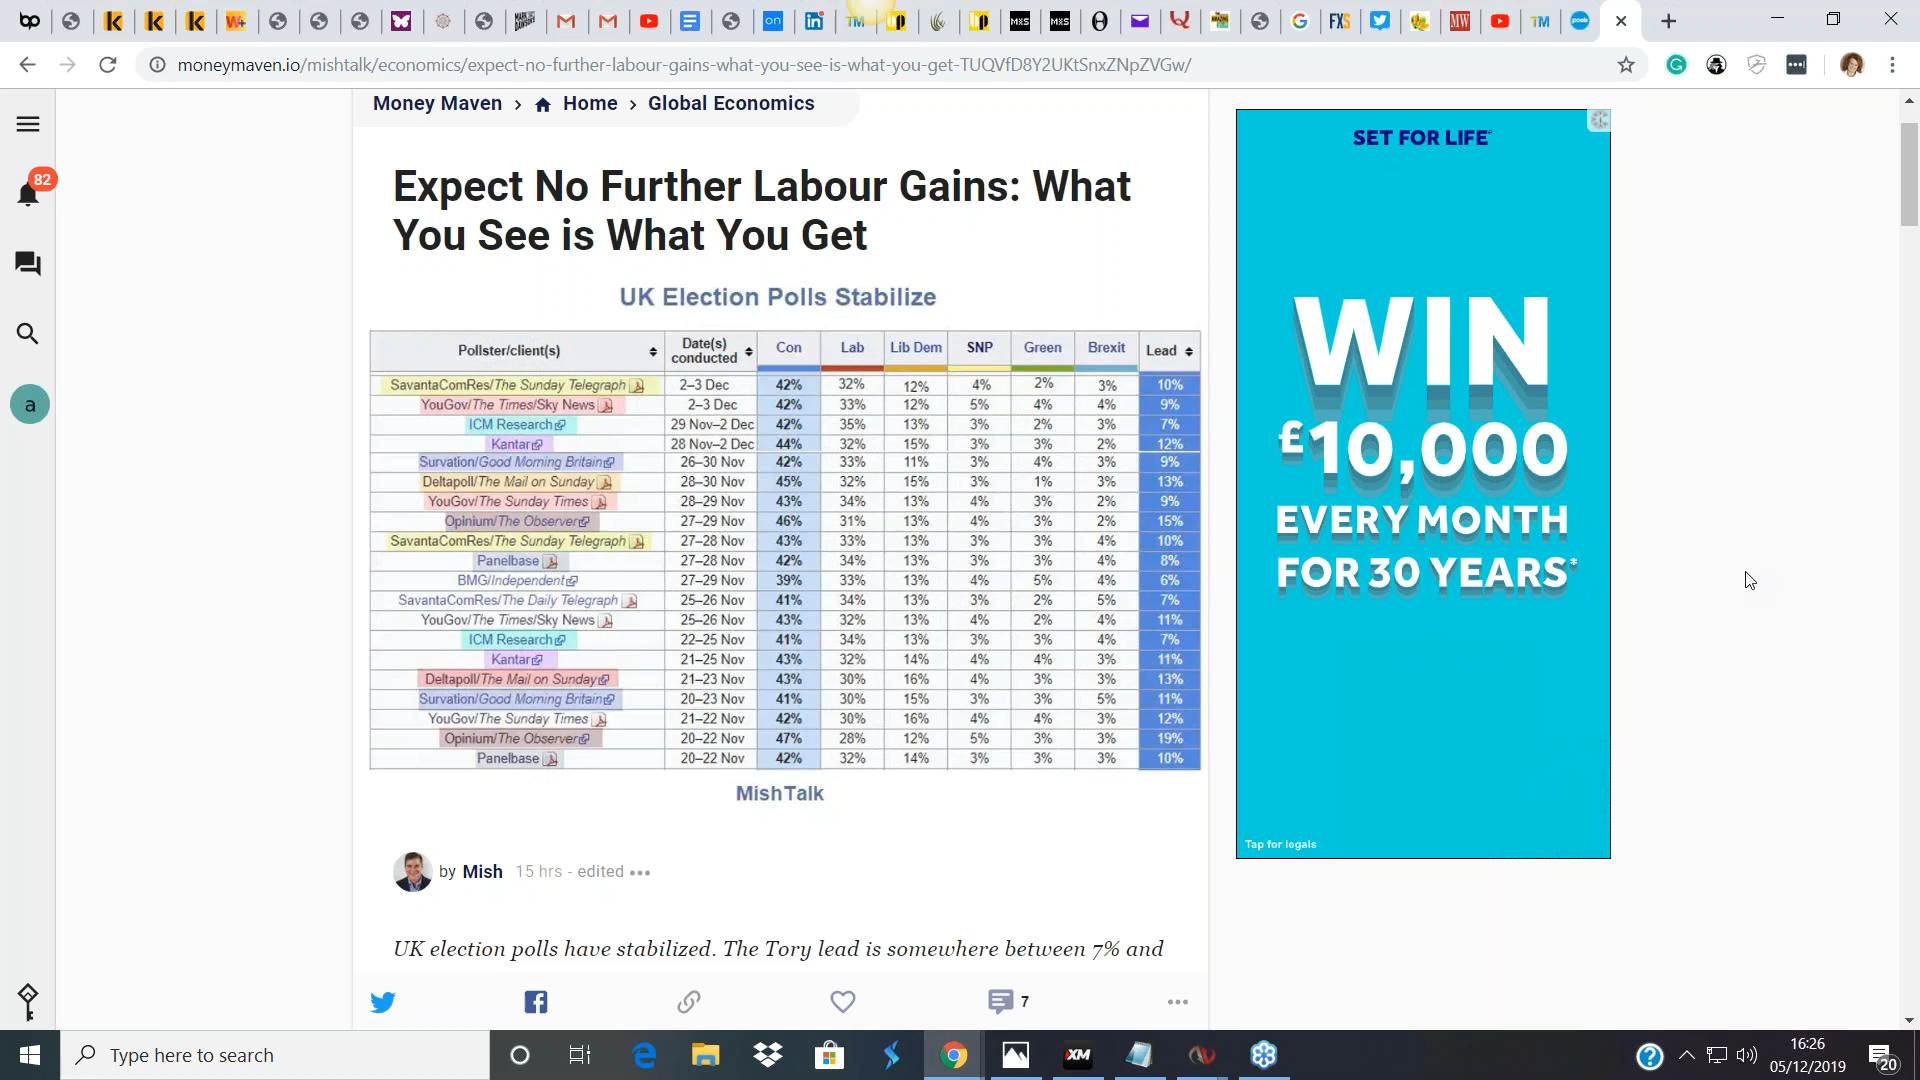 bp
W+
MARK DAWSON
on
in
TM
MXS
MXS
FXS
MW
TM
moneymaven.io/mishtalk/economics/expect-no-further-labour-gains-what-you-see-is-what-you-get-TUQVfD8Y2UKtSnxZNpZVGw/
Money Maven > Home > Global Economics
82
a
Expect No Further Labour Gains: What
You See is What You Get
UK Election Polls Stabilize
Pollster/client(s) Date(s) conducted Con Lab Lib Dem SNP Green Brexit Lead
SavantaComRes/The Sunday Telegraph 2–3 Dec 42% 32% 12% 4% 2% 3% 10%
YouGov/The Times/Sky News 2–3 Dec 42% 33% 12% 5% 4% 4% 9%
ICM Research 29 Nov–2 Dec 42% 35% 13% 3% 2% 3% 7%
Kantar 28 Nov–2 Dec 44% 32% 15% 3% 3% 2% 12%
Survation/Good Morning Britain 26–30 Nov 42% 33% 11% 3% 4% 3% 9%
Deltapoll/The Mail on Sunday 28–30 Nov 45% 32% 15% 3% 1% 3% 13%
YouGov/The Sunday Times 28–29 Nov 43% 34% 13% 4% 3% 2% 9%
Opinium/The Observer 27–29 Nov 46% 31% 13% 4% 3% 2% 15%
SavantaComRes/The Sunday Telegraph 27–28 Nov 43% 33% 13% 3% 3% 4% 10%
Panelbase 27–28 Nov 42% 34% 13% 3% 3% 4% 8%
BMG/Independent 27–29 Nov 39% 33% 13% 4% 5% 4% 6%
SavantaComRes/The Daily Telegraph 25–26 Nov 41% 34% 13% 3% 2% 5% 7%
YouGov/The Times/Sky News 25–26 Nov 43% 32% 13% 4% 2% 4% 11%
ICM Research 22–25 Nov 41% 34% 13% 3% 3% 4% 7%
Kantar 21–25 Nov 43% 32% 14% 4% 4% 3% 11%
Deltapoll/The Mail on Sunday 21–23 Nov 43% 30% 16% 4% 3% 3% 13%
Survation/Good Morning Britain 20–23 Nov 41% 30% 15% 3% 3% 5% 11%
YouGov/The Sunday Times 21–22 Nov 42% 30% 16% 4% 4% 3% 12%
Opinium/The Observer 20–22 Nov 47% 28% 12% 5% 3% 3% 19%
Panelbase 20–22 Nov 42% 32% 14% 3% 3% 3% 10%
MishTalk
by Mish 15 hrs - edited
UK election polls have stabilized. The Tory lead is somewhere between 7% and
7
SET FOR LIFE
WIN
£10,000
EVERY MONTH
FOR 30 YEARS*
Tap for legals
Type here to search
XM
16:26
05/12/2019
20